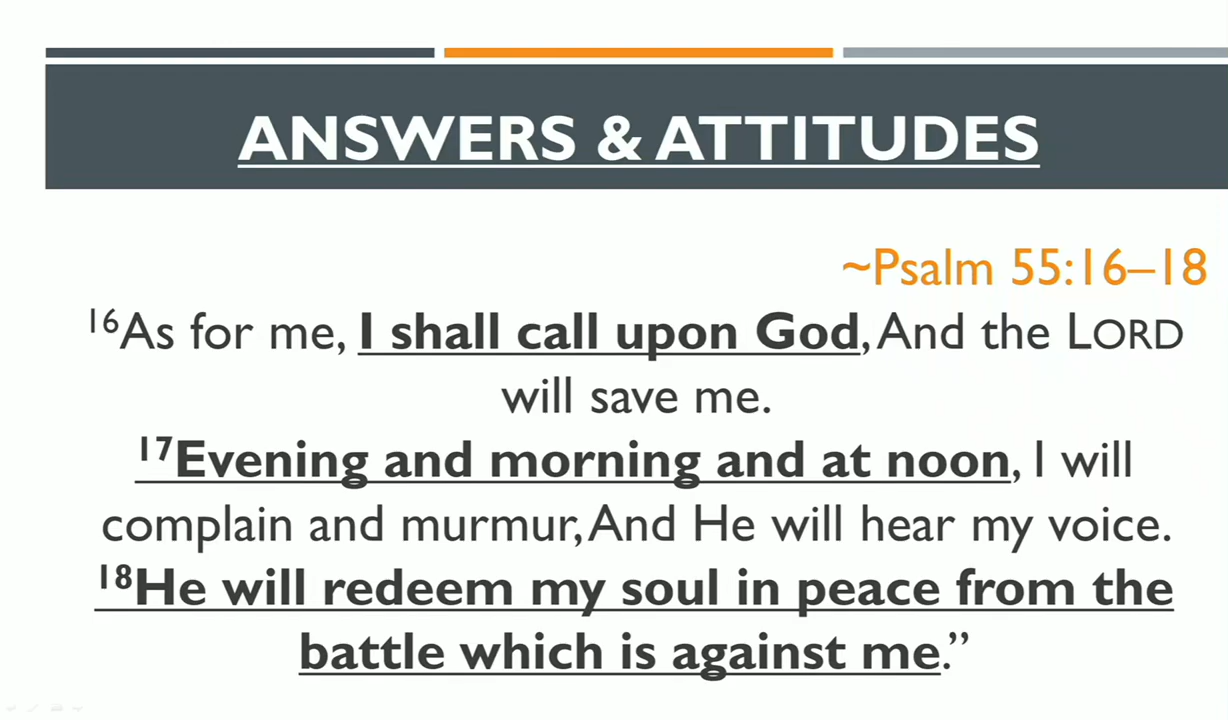 ANSWERS & ATTITUDES
~Psalm 55:16–18
16As for me, I shall call upon God, And the LORD
will save me.
17Evening and morning and at noon, I will
complain and murmur, And He will hear my voice.
18He will redeem my soul in peace from the
battle which is against me.”